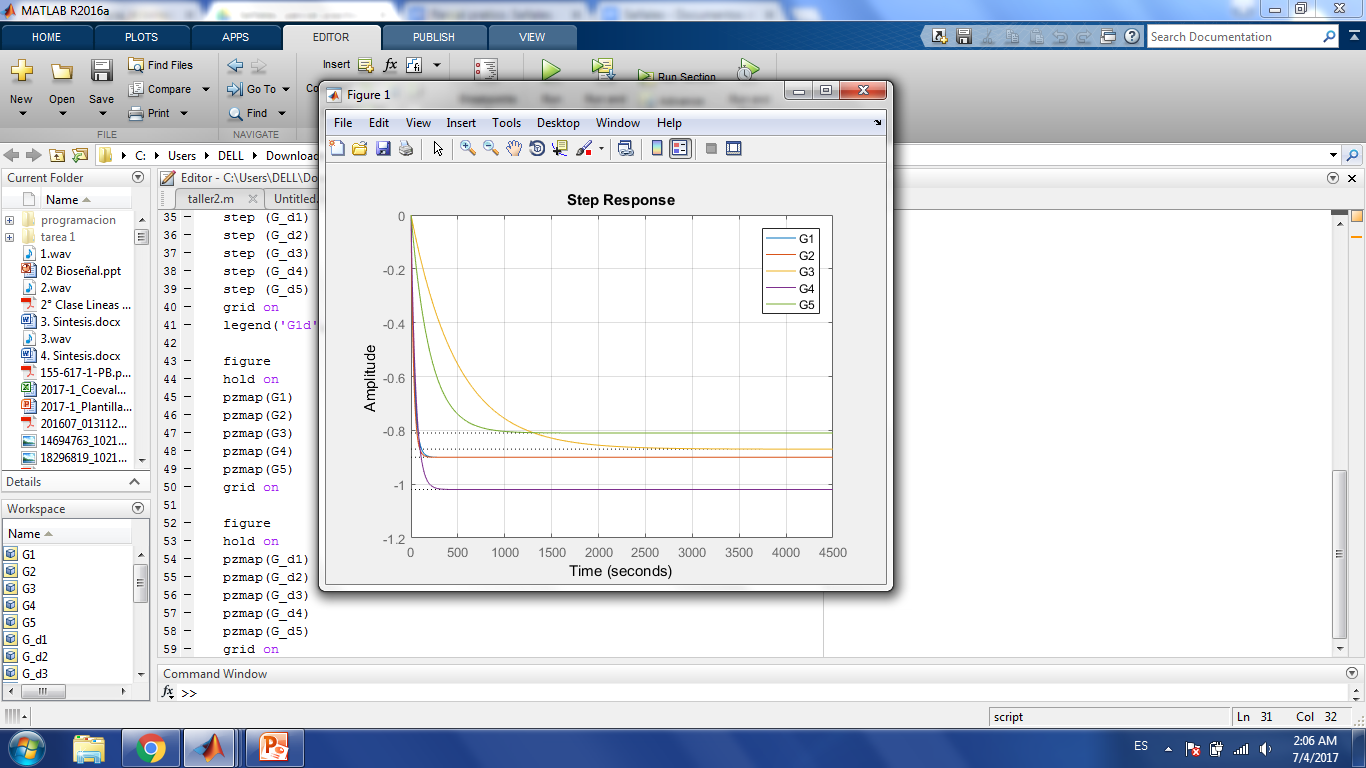 MATLAB R2016a
HOME PLOTS APPS EDITOR PUBLISH VIEW
Search Documentation
New Open Save
Find Files
Compare
Print
Go To
Find
Insert
fx
Run Section
FILE NAVIGATE
C: Users DELL Download
Current Folder
Name
programacion
tarea 1
1.wav
02 Bioseñal.ppt
2.wav
2° Clase Lineas ...
3. Sintesis.docx
3.wav
4. Sintesis.docx
155-617-1-PB.p...
2017-1_Coeval...
2017-1_Plantilla...
201607_013112...
14694763_1021...
18296819_1021...
Details
Workspace
Name
G1
G2
G3
G4
G5
G_d1
G_d2
G_d3
Editor - C:\Users\DELL\Do
taller2.m Untitled.
35 step (G_d1)
36 step (G_d2)
37 step (G_d3)
38 step (G_d4)
39 step (G_d5)
40 grid on
41 legend('G1d'
42
43 figure
44 hold on
45 pzmap(G1)
46 pzmap(G2)
47 pzmap(G3)
48 pzmap(G4)
49 pzmap(G5)
50 grid on
51
52 figure
53 hold on
54 pzmap(G_d1)
55 pzmap(G_d2)
56 pzmap(G_d3)
57 pzmap(G_d4)
58 pzmap(G_d5)
59 grid on
Figure 1
File Edit View Insert Tools Desktop Window Help
Step Response
Amplitude
0
-0.2
-0.4
-0.6
-0.8
-1
-1.2
0 500 1000 1500 2000 2500 3000 3500 4000 4500
Time (seconds)
G1
G2
G3
G4
G5
Command Window
fx >>
script Ln 31 Col 32
ES
2:06 AM
7/4/2017